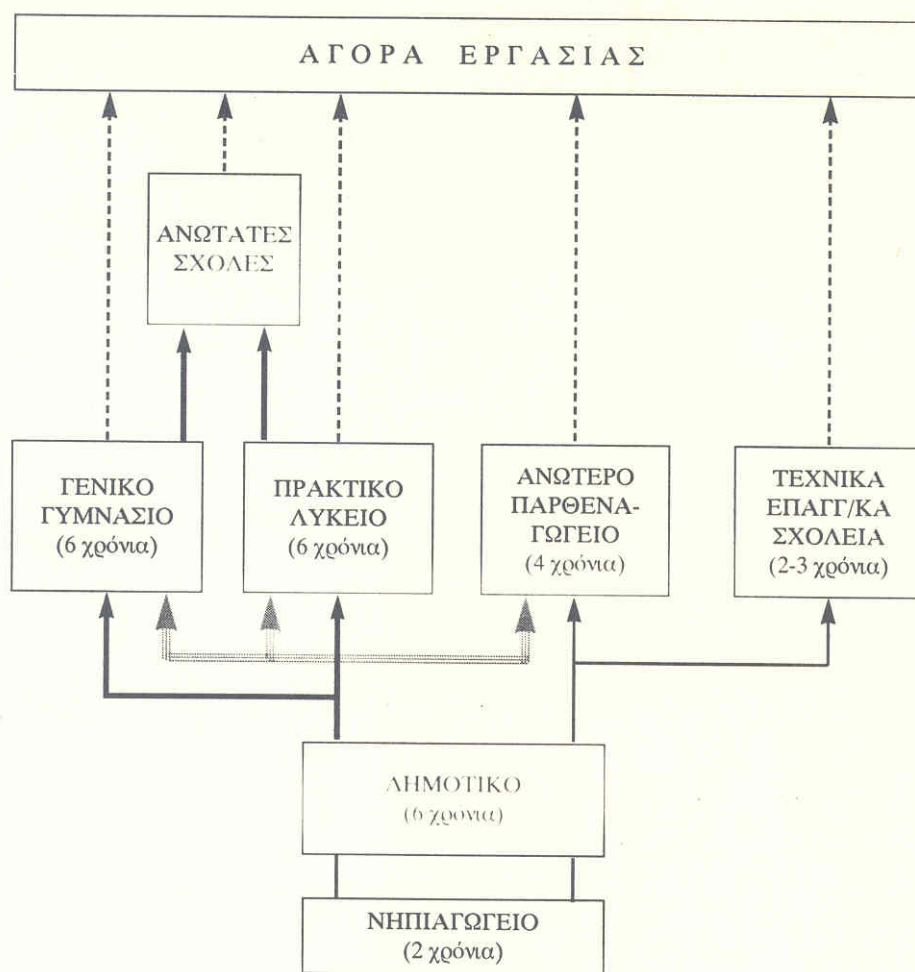 ΑΓΟΡΑ ΕΡΓΑΣΙΑΣ
ΑΝΩΤΑΤΕΣ
ΣΧΟΛΕΣ
ΓΕΝΙΚΟ
ΓΥΜΝΑΣΙΟ
(6 χρόνια)
ΠΡΑΚΤΙΚΟ
ΛΥΚΕΙΟ
(6 χρόνια)
ΑΝΩΤΕΡΟ
ΠΑΡΘΕΝΑ-
ΓΩΓΕΙΟ
(4 χρόνια)
ΤΕΧΝΙΚΑ
ΕΠΑΓΓ/ΚΑ
ΣΧΟΛΕΙΑ
(2-3 χρόνια)
ΔΗΜΟΤΙΚΟ
(6 χρόνια)
ΝΗΠΙΑΓΩΓΕΙΟ
(2 χρόνια)